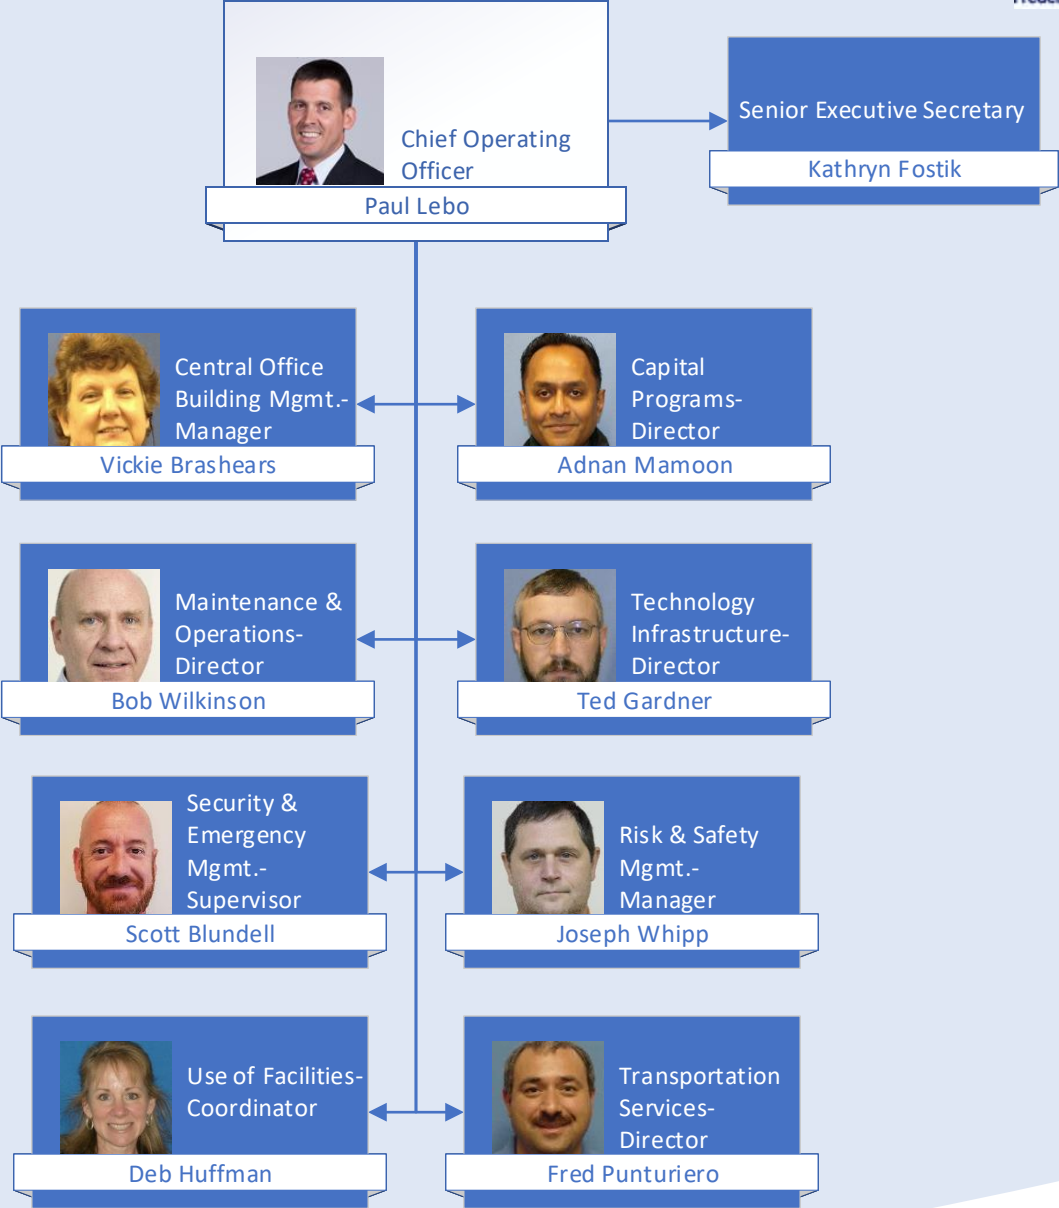 Senior Executive Secretary
Kathryn Fostik
Chief Operating
Officer
Paul Lebo
Central Office
Building Mgmt.-
Manager
Vickie Brashears
Capital
Programs-
Director
Adnan Mamoon
Maintenance &
Operations-
Director
Bob Wilkinson
Technology
Infrastructure-
Director
Ted Gardner
Security &
Emergency
Mgmt.-
Supervisor
Scott Blundell
Risk & Safety
Mgmt.-
Manager
Joseph Whipp
Use of Facilities-
Coordinator
Deb Huffman
Transportation
Services-
Director
Fred Punturiero